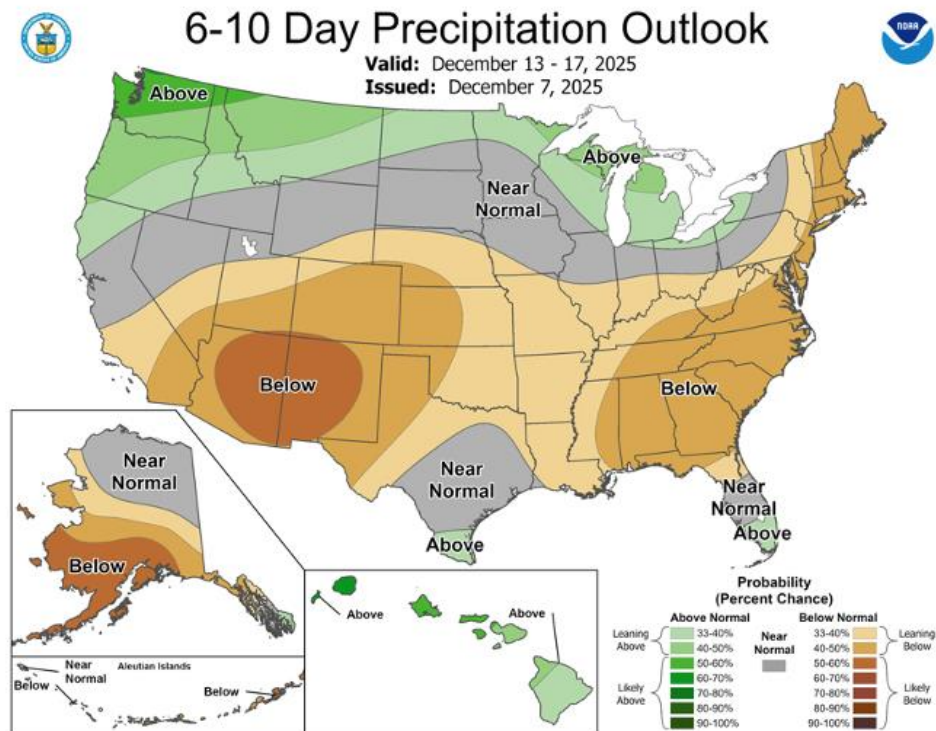 6-10 Day Precipitation Outlook
Valid: December 13 - 17, 2025
Issued: December 7, 2025
NOAA
Above
Above
Near
Normal
Below
Below
Near
Normal
Above
Near
Normal
Above
Near
Normal
Below
Near
Normal
Aleutian Islands
Below
Below
Above
Above
Probability
(Percent Chance)
Above Normal
Below Normal
Leaning
Above
33-40%
40-50%
Likely
Above
50-60%
60-70%
70-80%
80-90%
90-100%
Near
Normal
33-40%
40-50%
Leaning
Below
50-60%
60-70%
70-80%
80-90%
90-100%
Likely
Below